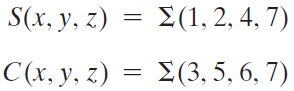 S(x, y, z) = Σ(1, 2, 4, 7)
C(x, y, z) = Σ(3, 5, 6, 7)